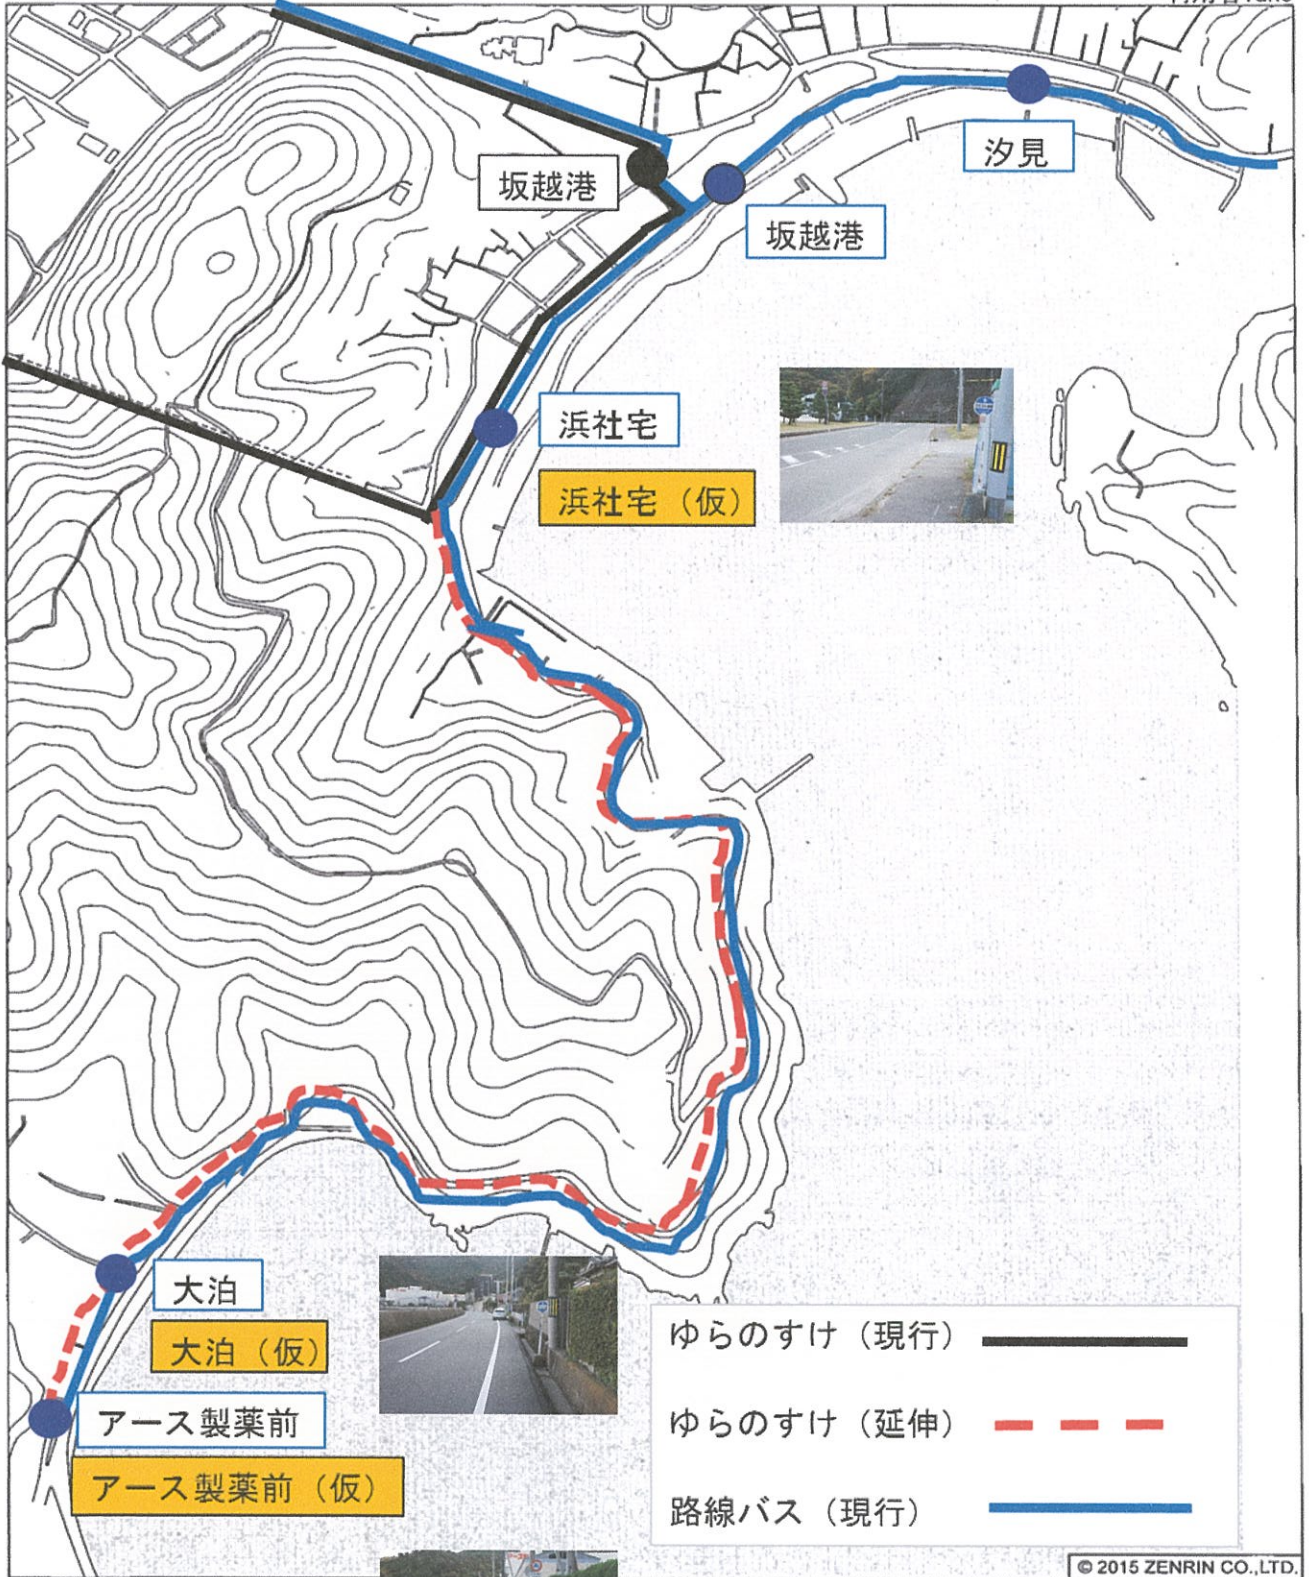 坂越港
汐見
坂越港
浜社宅
浜社宅（仮）
大泊
大泊（仮）
アース製薬前
アース製薬前（仮）
ゆらのすけ（現行）
ゆらのすけ（延伸）
路線バス（現行）
© 2015 ZENRIN CO.,LTD.